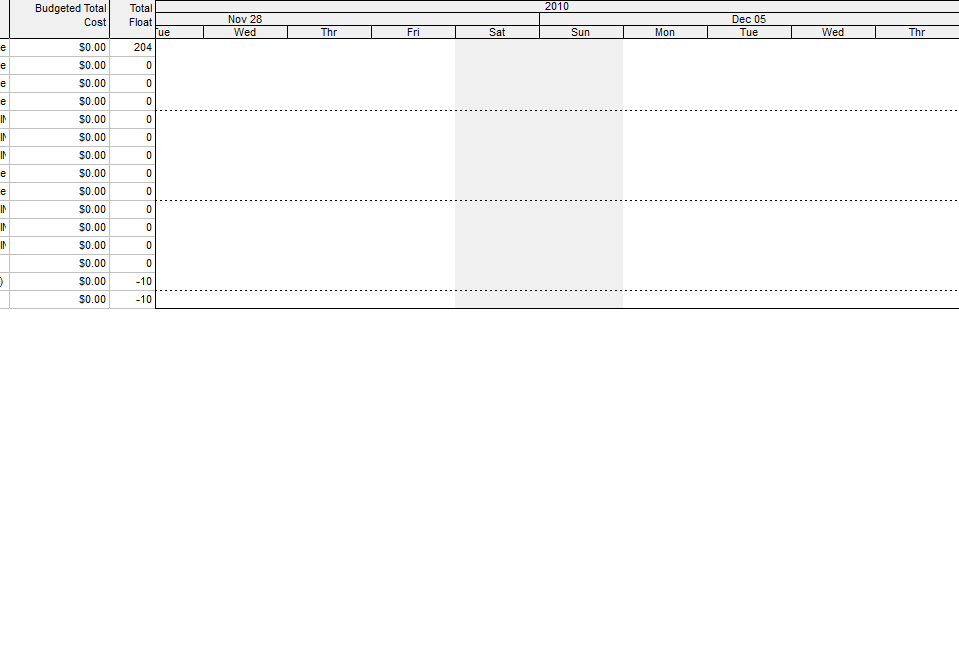 Budgeted Total Cost Total Float 2010
Nov 28 Dec 05
ue Wed Thr Fri Sat Sun Mon Tue Wed Thr
e $0.00 204
e $0.00 0
e $0.00 0
e $0.00 0
$0.00 0
$0.00 0
$0.00 0
e $0.00 0
e $0.00 0
$0.00 0
$0.00 0
$0.00 0
$0.00 0
) $0.00 -10
$0.00 -10